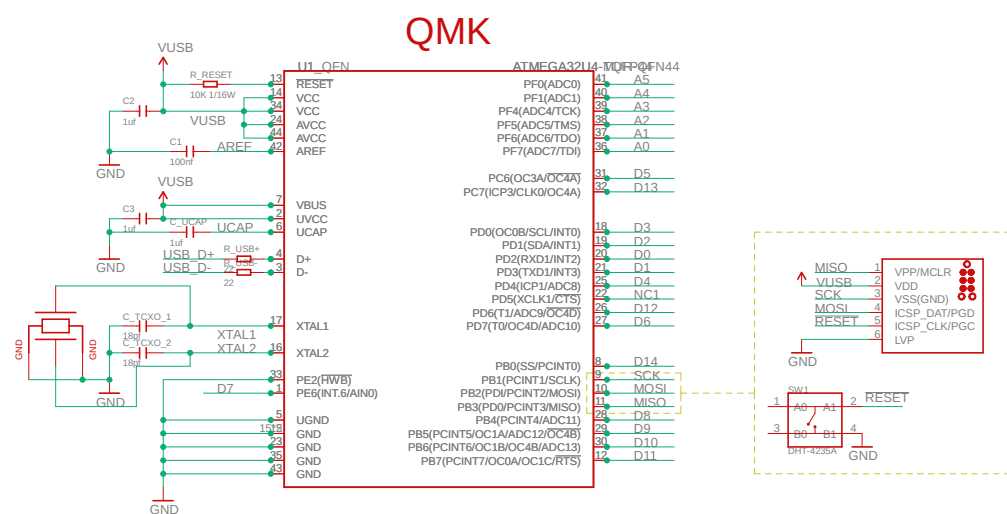 QMK
VUSB
R_RESET
10K 1/16W
C2
1uf
VUSB
C1
100nf
AREF
GND
VUSB
C3
1uf
C_UCAP
1uf
UCAP
GND
USB_D+
R_USB+
USB_D-
R_USB-
22
C_TCXO_1
18pf
XTAL1
C_TCXO_2
18pf
XTAL2
GND
GND
GND
D7
GND
U1_QFN
13 RESET
14 VCC
34 VCC
24 AVCC
44 AVCC
42 AREF
7 VBUS
2 UVCC
6 UCAP
4 D+
3 D-
17 XTAL1
16 XTAL2
33 PE2(HWB)
1 PE6(INT.6/AIN0)
5 UGND
GND
23 GND
35 GND
43 GND
PF0(ADC0) 41 A5
PF1(ADC1) 40 A4
PF4(ADC4/TCK) 39 A3
PF5(ADC5/TMS) 38 A2
PF6(ADC6/TDO) 37 A1
PF7(ADC7/TDI) 36 A0
PC6(OC3A/OC4A) 31 D5
PC7(ICP3/CLK0/OC4A) 32 D13
PD0(OC0B/SCL/INT0) 18 D3
PD1(SDA/INT1) 19 D2
PD2(RXD1/INT2) 20 D0
PD3(TXD1/INT3) 21 D1
PD4(ICP1/ADC8) 25 D4
PD5(XCLK1/CTS) 22 NC1
PD6(T1/ADC9/OC4D) 26 D12
PD7(T0/OC4D/ADC10) 27 D6
PB0(SS/PCINT0) 8 D14
PB1(PCINT1/SCLK) 9 SCK
PB2(PDI/PCINT2/MOSI) 10 MOSI
PB3(PD0/PCINT3/MISO) 11 MISO
PB4(PCINT4/ADC11) 28 D8
PB5(PCINT5/OC1A/ADC12/OC4B) 29 D9
PB6(PCINT6/OC1B/OC4B/ADC13) 30 D10
PB7(PCINT7/OC0A/OC1C/RTS) 12 D11
MISO 1 VPP/MCLR
VUSB 2 VDD
SCK 3 VSS(GND)
MOSI 4 ICSP_DAT/PGD
RESET 5 ICSP_CLK/PGC
6 LVP
GND
SW1
1 A0 A1 2 RESET
3 B0 B1 4
DHT-4235A
GND